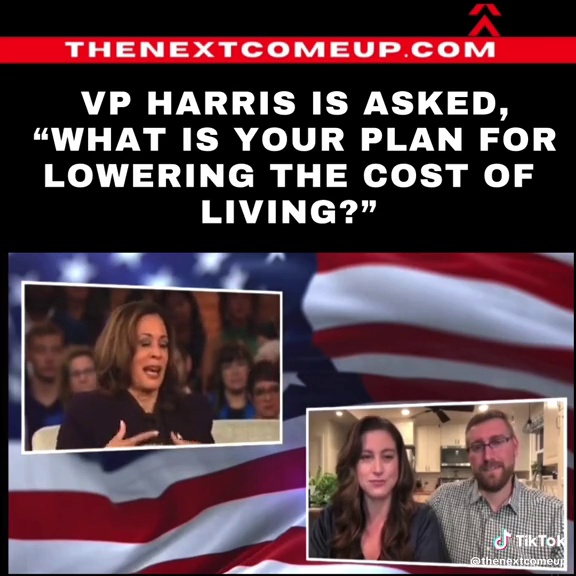 THENEXTCOMEUP.COM
VP HARRIS IS ASKED,
“WHAT IS YOUR PLAN FOR
LOWERING THE COST OF
LIVING?”
TikTok
@thenextcomeup